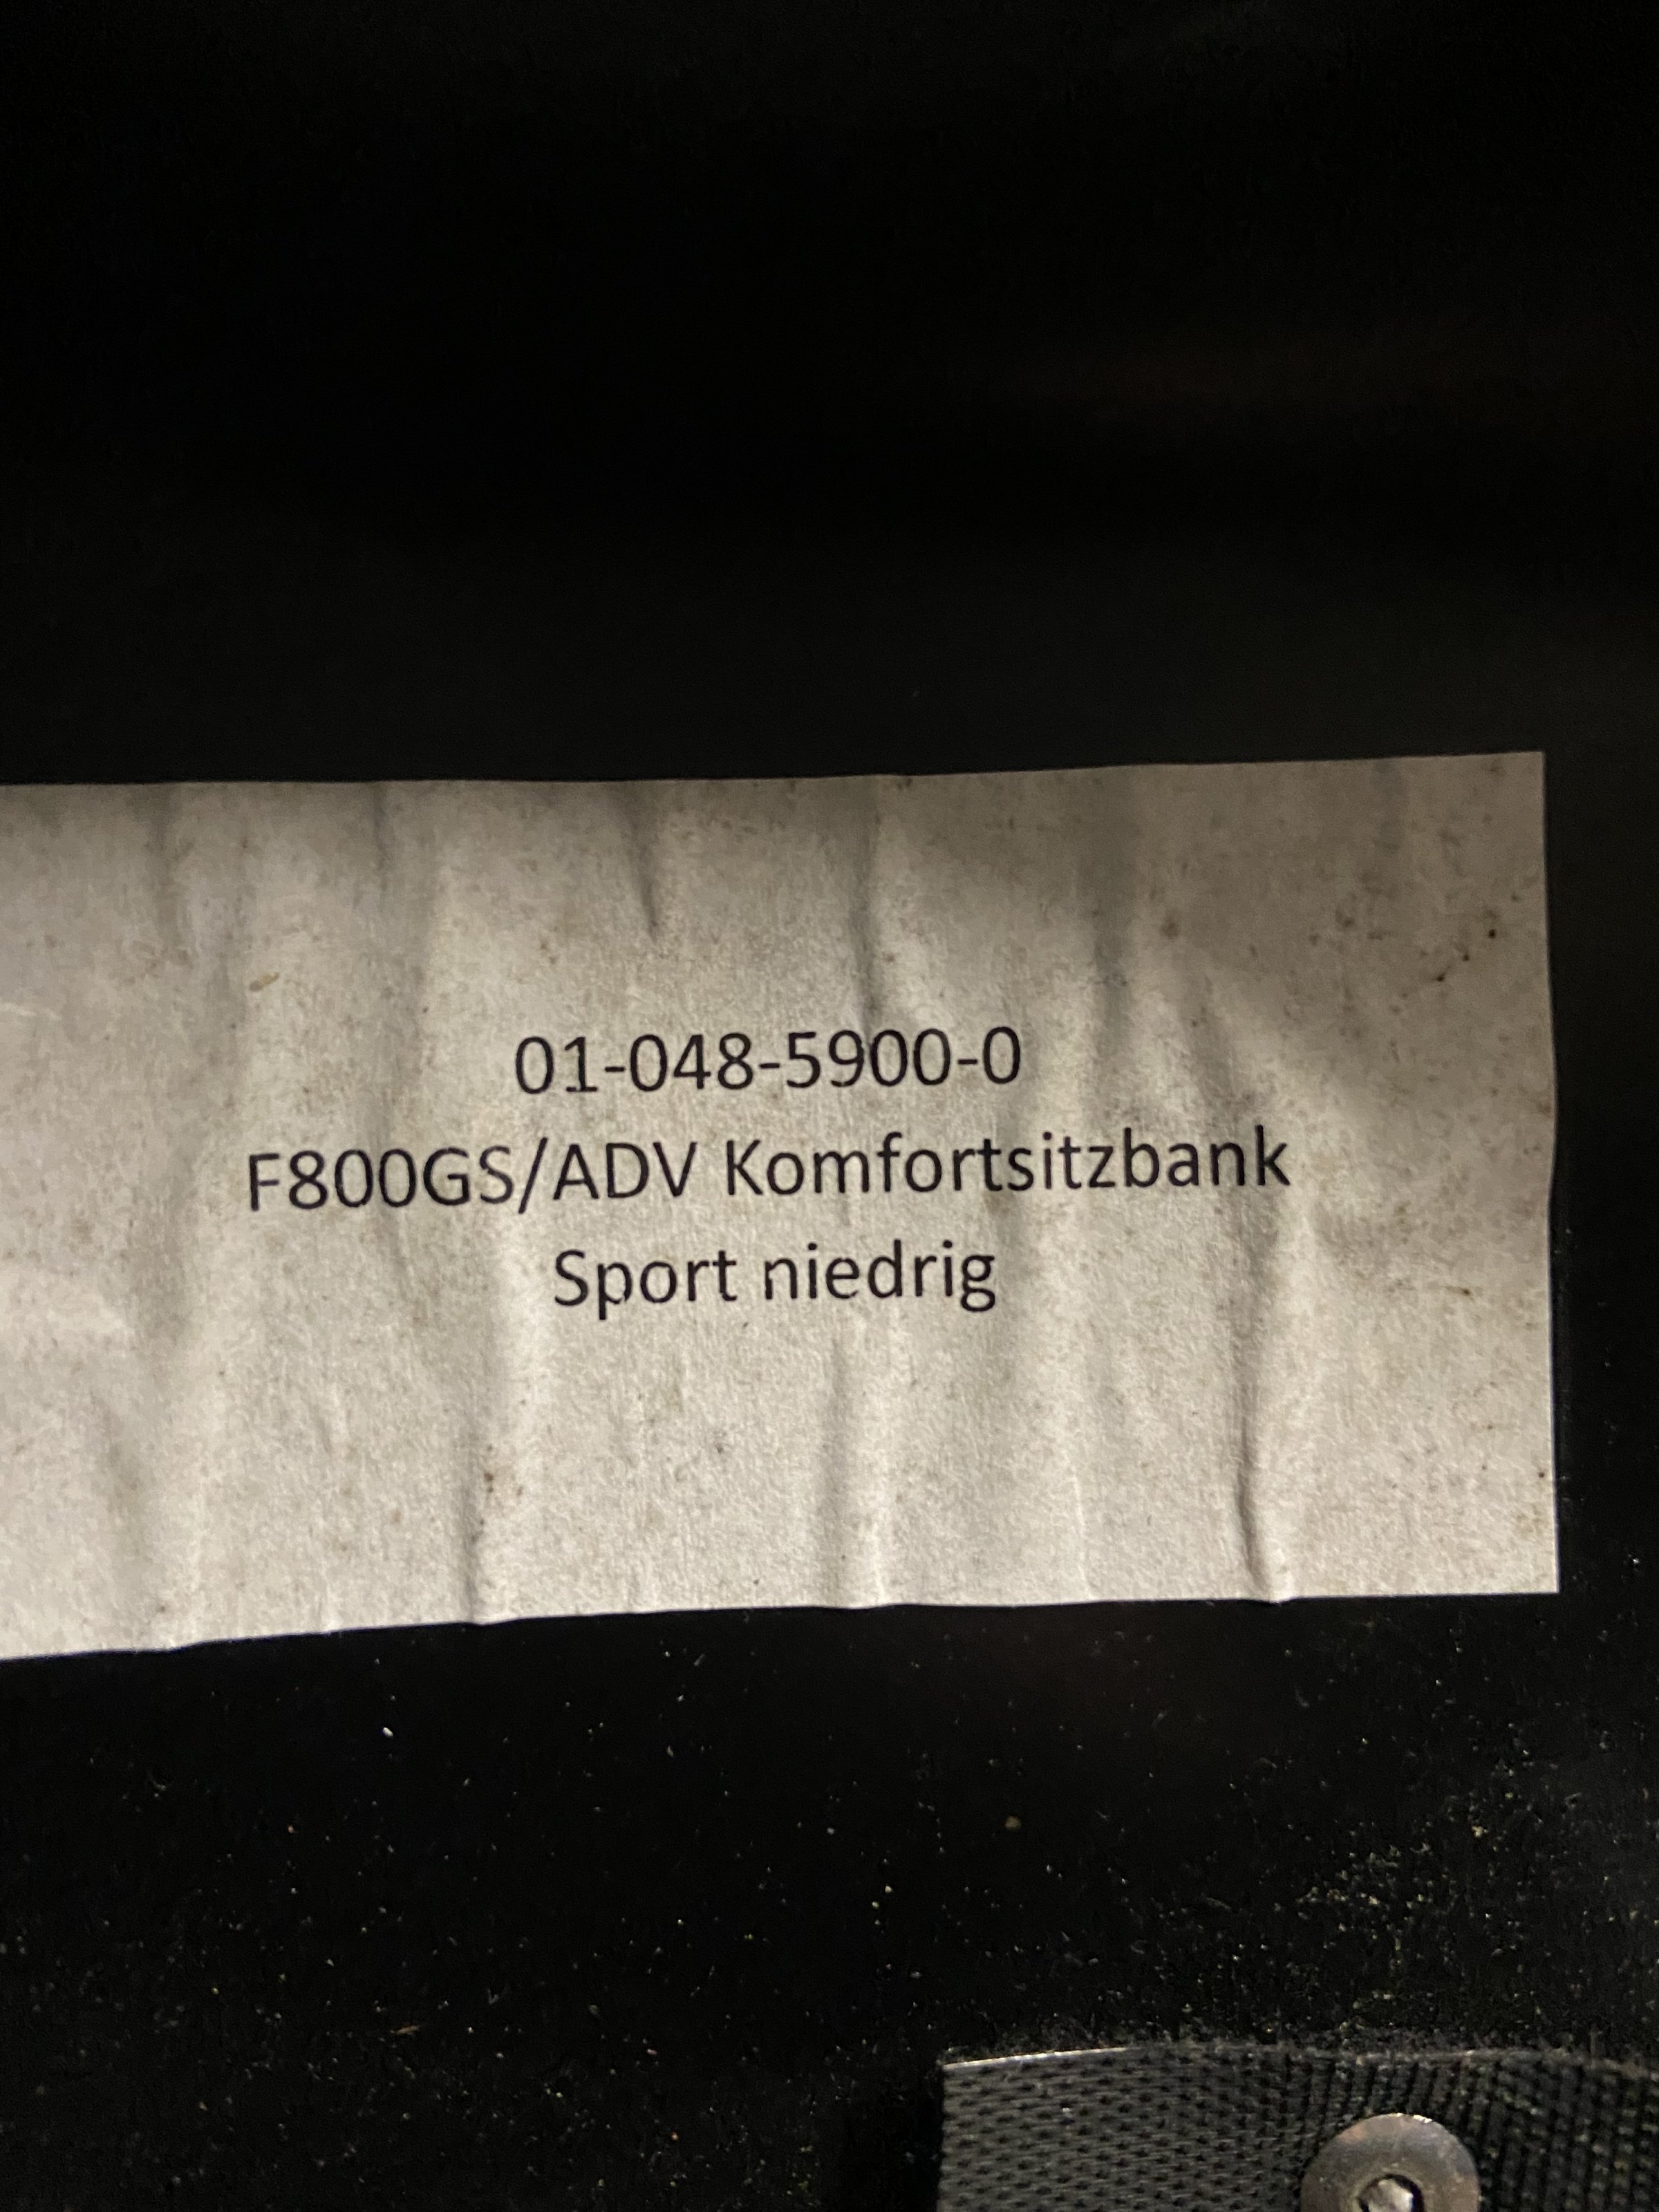 01-048-5900-0
F800GS/ADV Komfortsitzbank
Sport niedrig